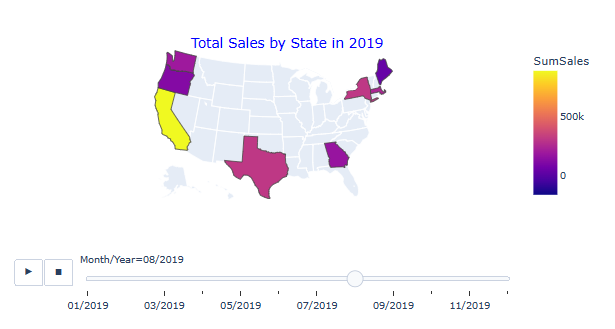 Total Sales by State in 2019
SumSales
500k
0
Month/Year=08/2019
01/2019 03/2019 05/2019 07/2019 09/2019 11/2019